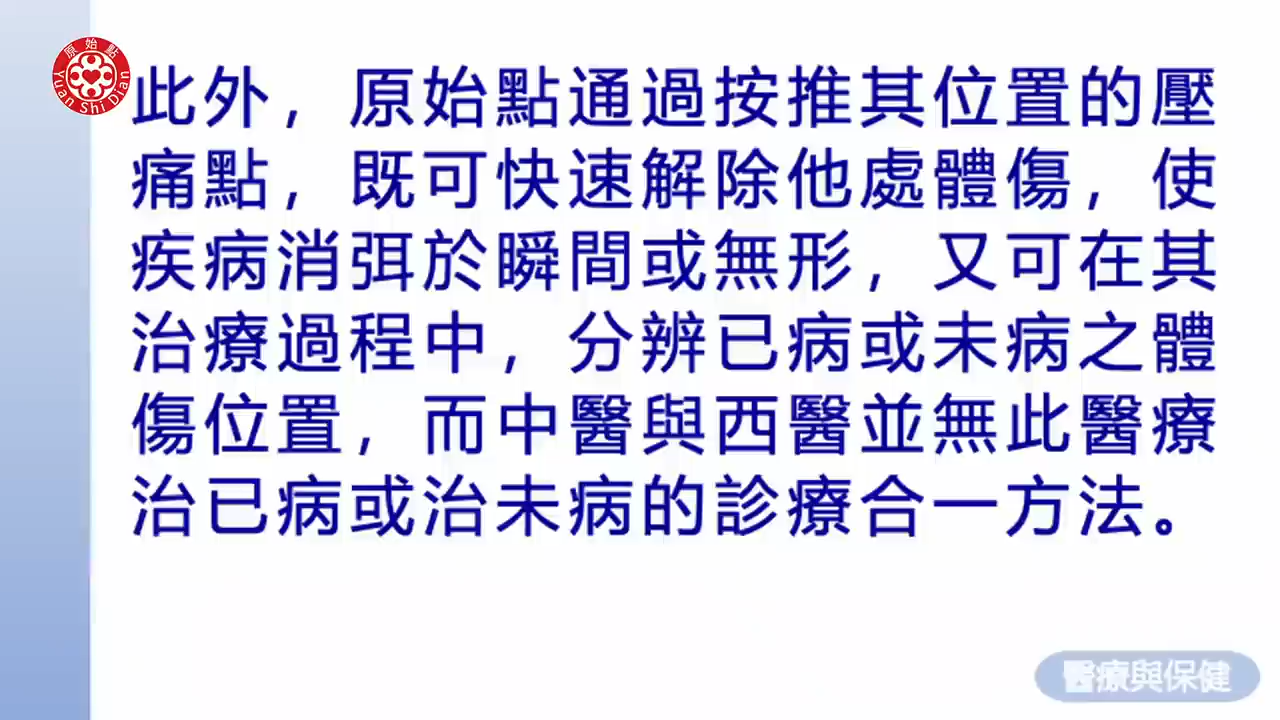 原始點
Yuan Shi Dian
此外，原始點通過按推其位置的壓
痛點，既可快速解除他處體傷，使
疾病消弭於瞬間或無形，又可在其
治療過程中，分辨已病或未病之體
傷位置，而中醫與西醫並無此醫療
治已病或治未病的診療合一方法。
醫療與保健